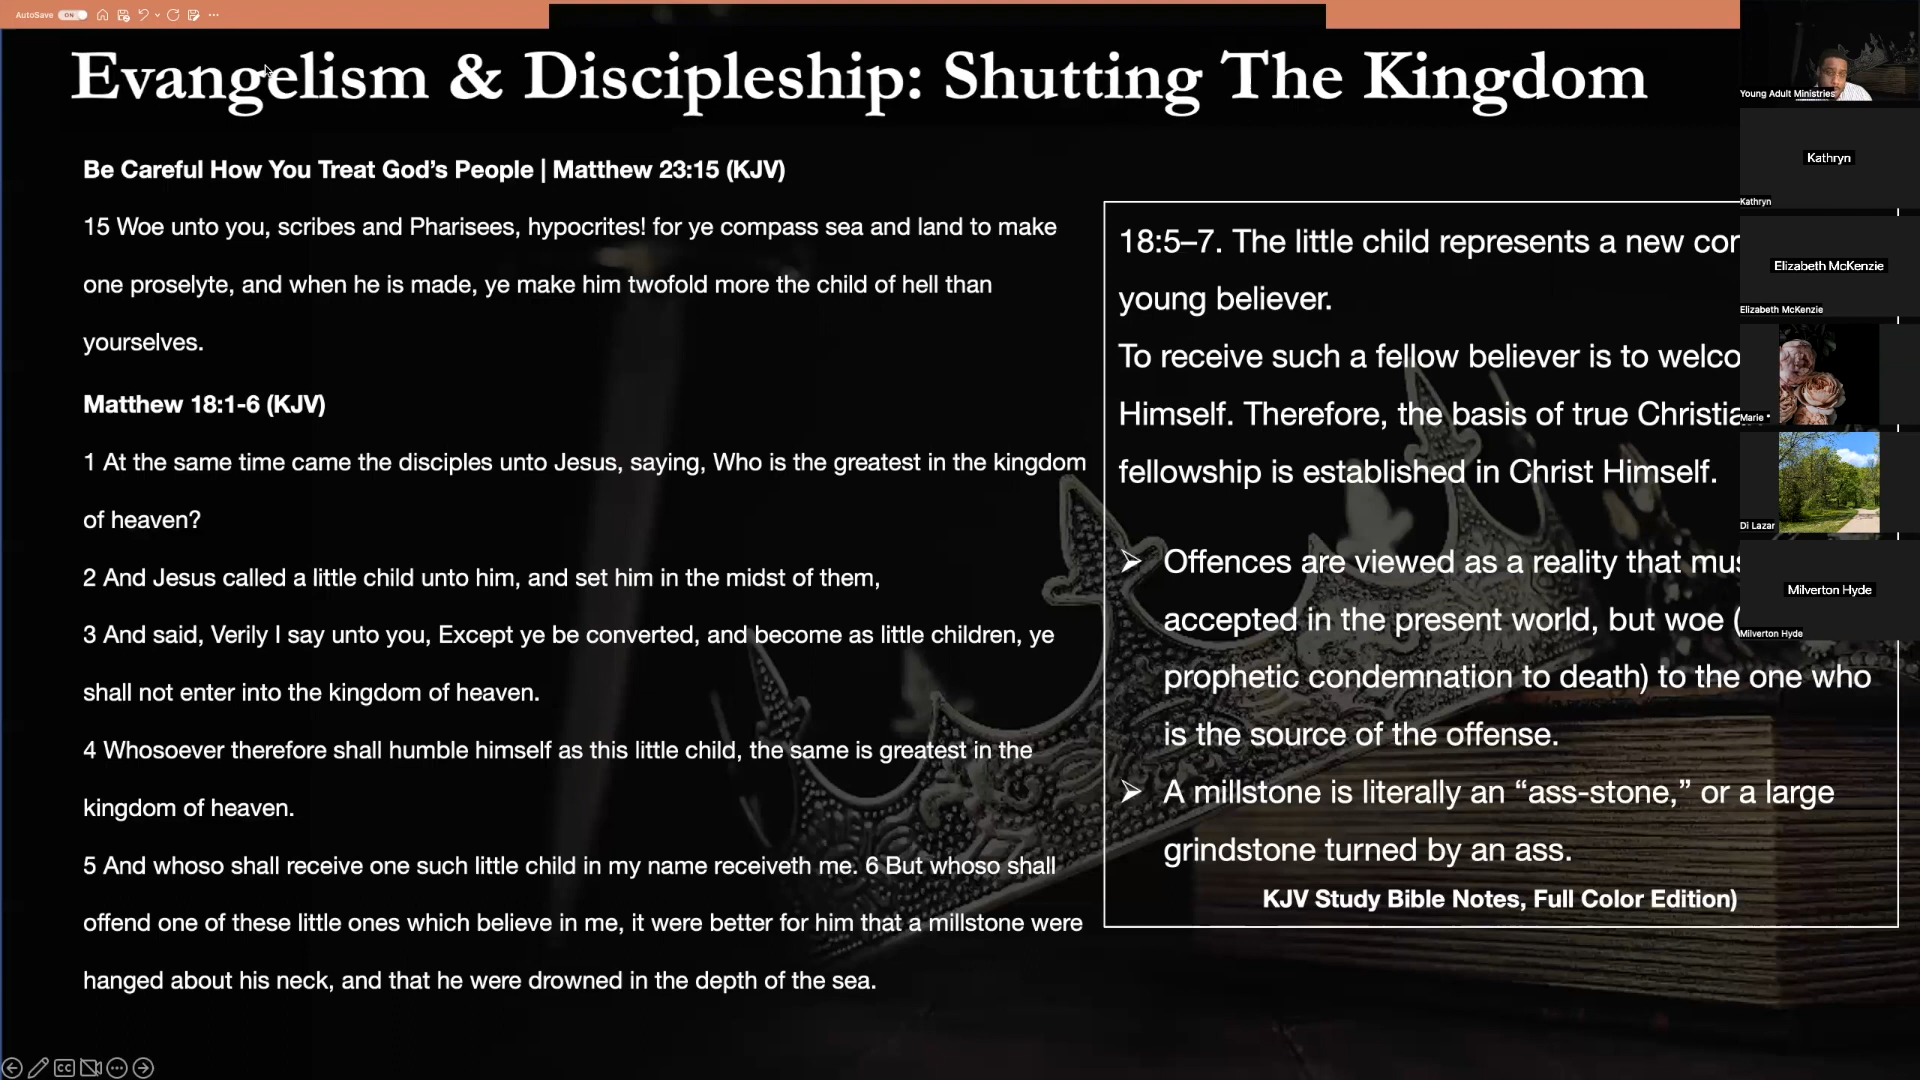 AutoSave ON
Evangelism & Discipleship: Shutting The Kingdom
Be Careful How You Treat God’s People | Matthew 23:15 (KJV)
15 Woe unto you, scribes and Pharisees, hypocrites! for ye compass sea and land to make
one proselyte, and when he is made, ye make him twofold more the child of hell than
yourselves.
Matthew 18:1-6 (KJV)
1 At the same time came the disciples unto Jesus, saying, Who is the greatest in the kingdom
of heaven?
2 And Jesus called a little child unto him, and set him in the midst of them,
3 And said, Verily I say unto you, Except ye be converted, and become as little children, ye
shall not enter into the kingdom of heaven.
4 Whosoever therefore shall humble himself as this little child, the same is greatest in the
kingdom of heaven.
5 And whoso shall receive one such little child in my name receiveth me. 6 But whoso shall
offend one of these little ones which believe in me, it were better for him that a millstone were
hanged about his neck, and that he were drowned in the depth of the sea.
18:5–7. The little child represents a new
young believer.
To receive such a fellow believer is to
Himself. Therefore, the basis of true
fellowship is established in Christ Himself.
➢ Offences are viewed as a reality that
accepted in the present world, but woe (
prophetic condemnation to death) to the one who
is the source of the offense.
➢ A millstone is literally an “ass-stone,” or a large
grindstone turned by an ass.
KJV Study Bible Notes, Full Color Edition)
Young Adult Ministries
Kathryn
Kathryn
Elizabeth McKenzie
Elizabeth McKenzie
Marie
Di Lazar
Milverton Hyde
Milverton Hyde
CC